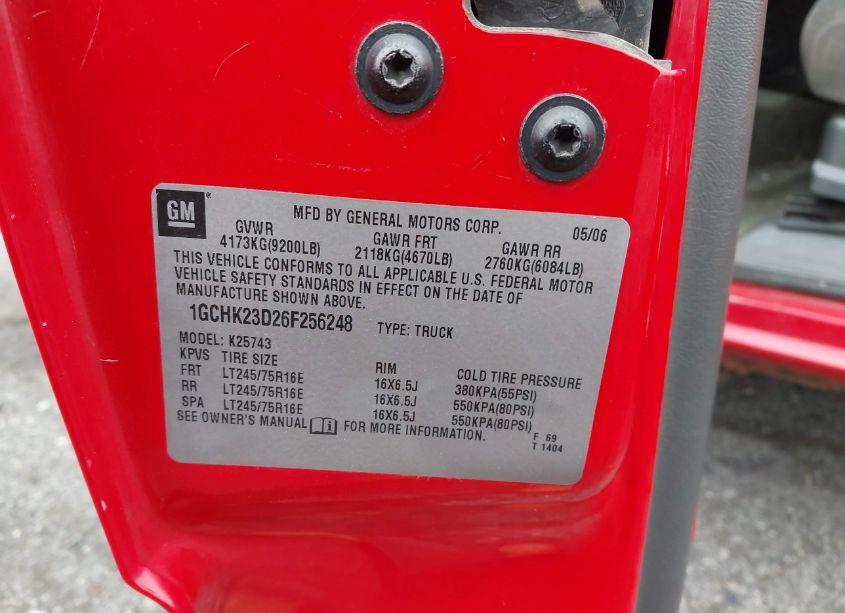 GM ®
MFD BY GENERAL MOTORS CORP. 05/06
GVWR GAWR FRT GAWR RR
4173KG(9200LB) 2118KG(4670LB) 2760KG(6084LB)
THIS VEHICLE CONFORMS TO ALL APPLICABLE U.S. FEDERAL MOTOR
VEHICLE SAFETY STANDARDS IN EFFECT ON THE DATE OF
MANUFACTURE SHOWN ABOVE.
1GCHK23D26F256248 TYPE: TRUCK
MODEL: K25743
KPVS TIRE SIZE RIM COLD TIRE PRESSURE
FRT LT245/75R16E 16X6.5J 380KPA(55PSI)
RR LT245/75R16E 16X6.5J 550KPA(80PSI)
SPA LT245/75R16E 16X6.5J 550KPA(80PSI)
SEE OWNER'S MANUAL FOR MORE INFORMATION.
F 69
T 1404